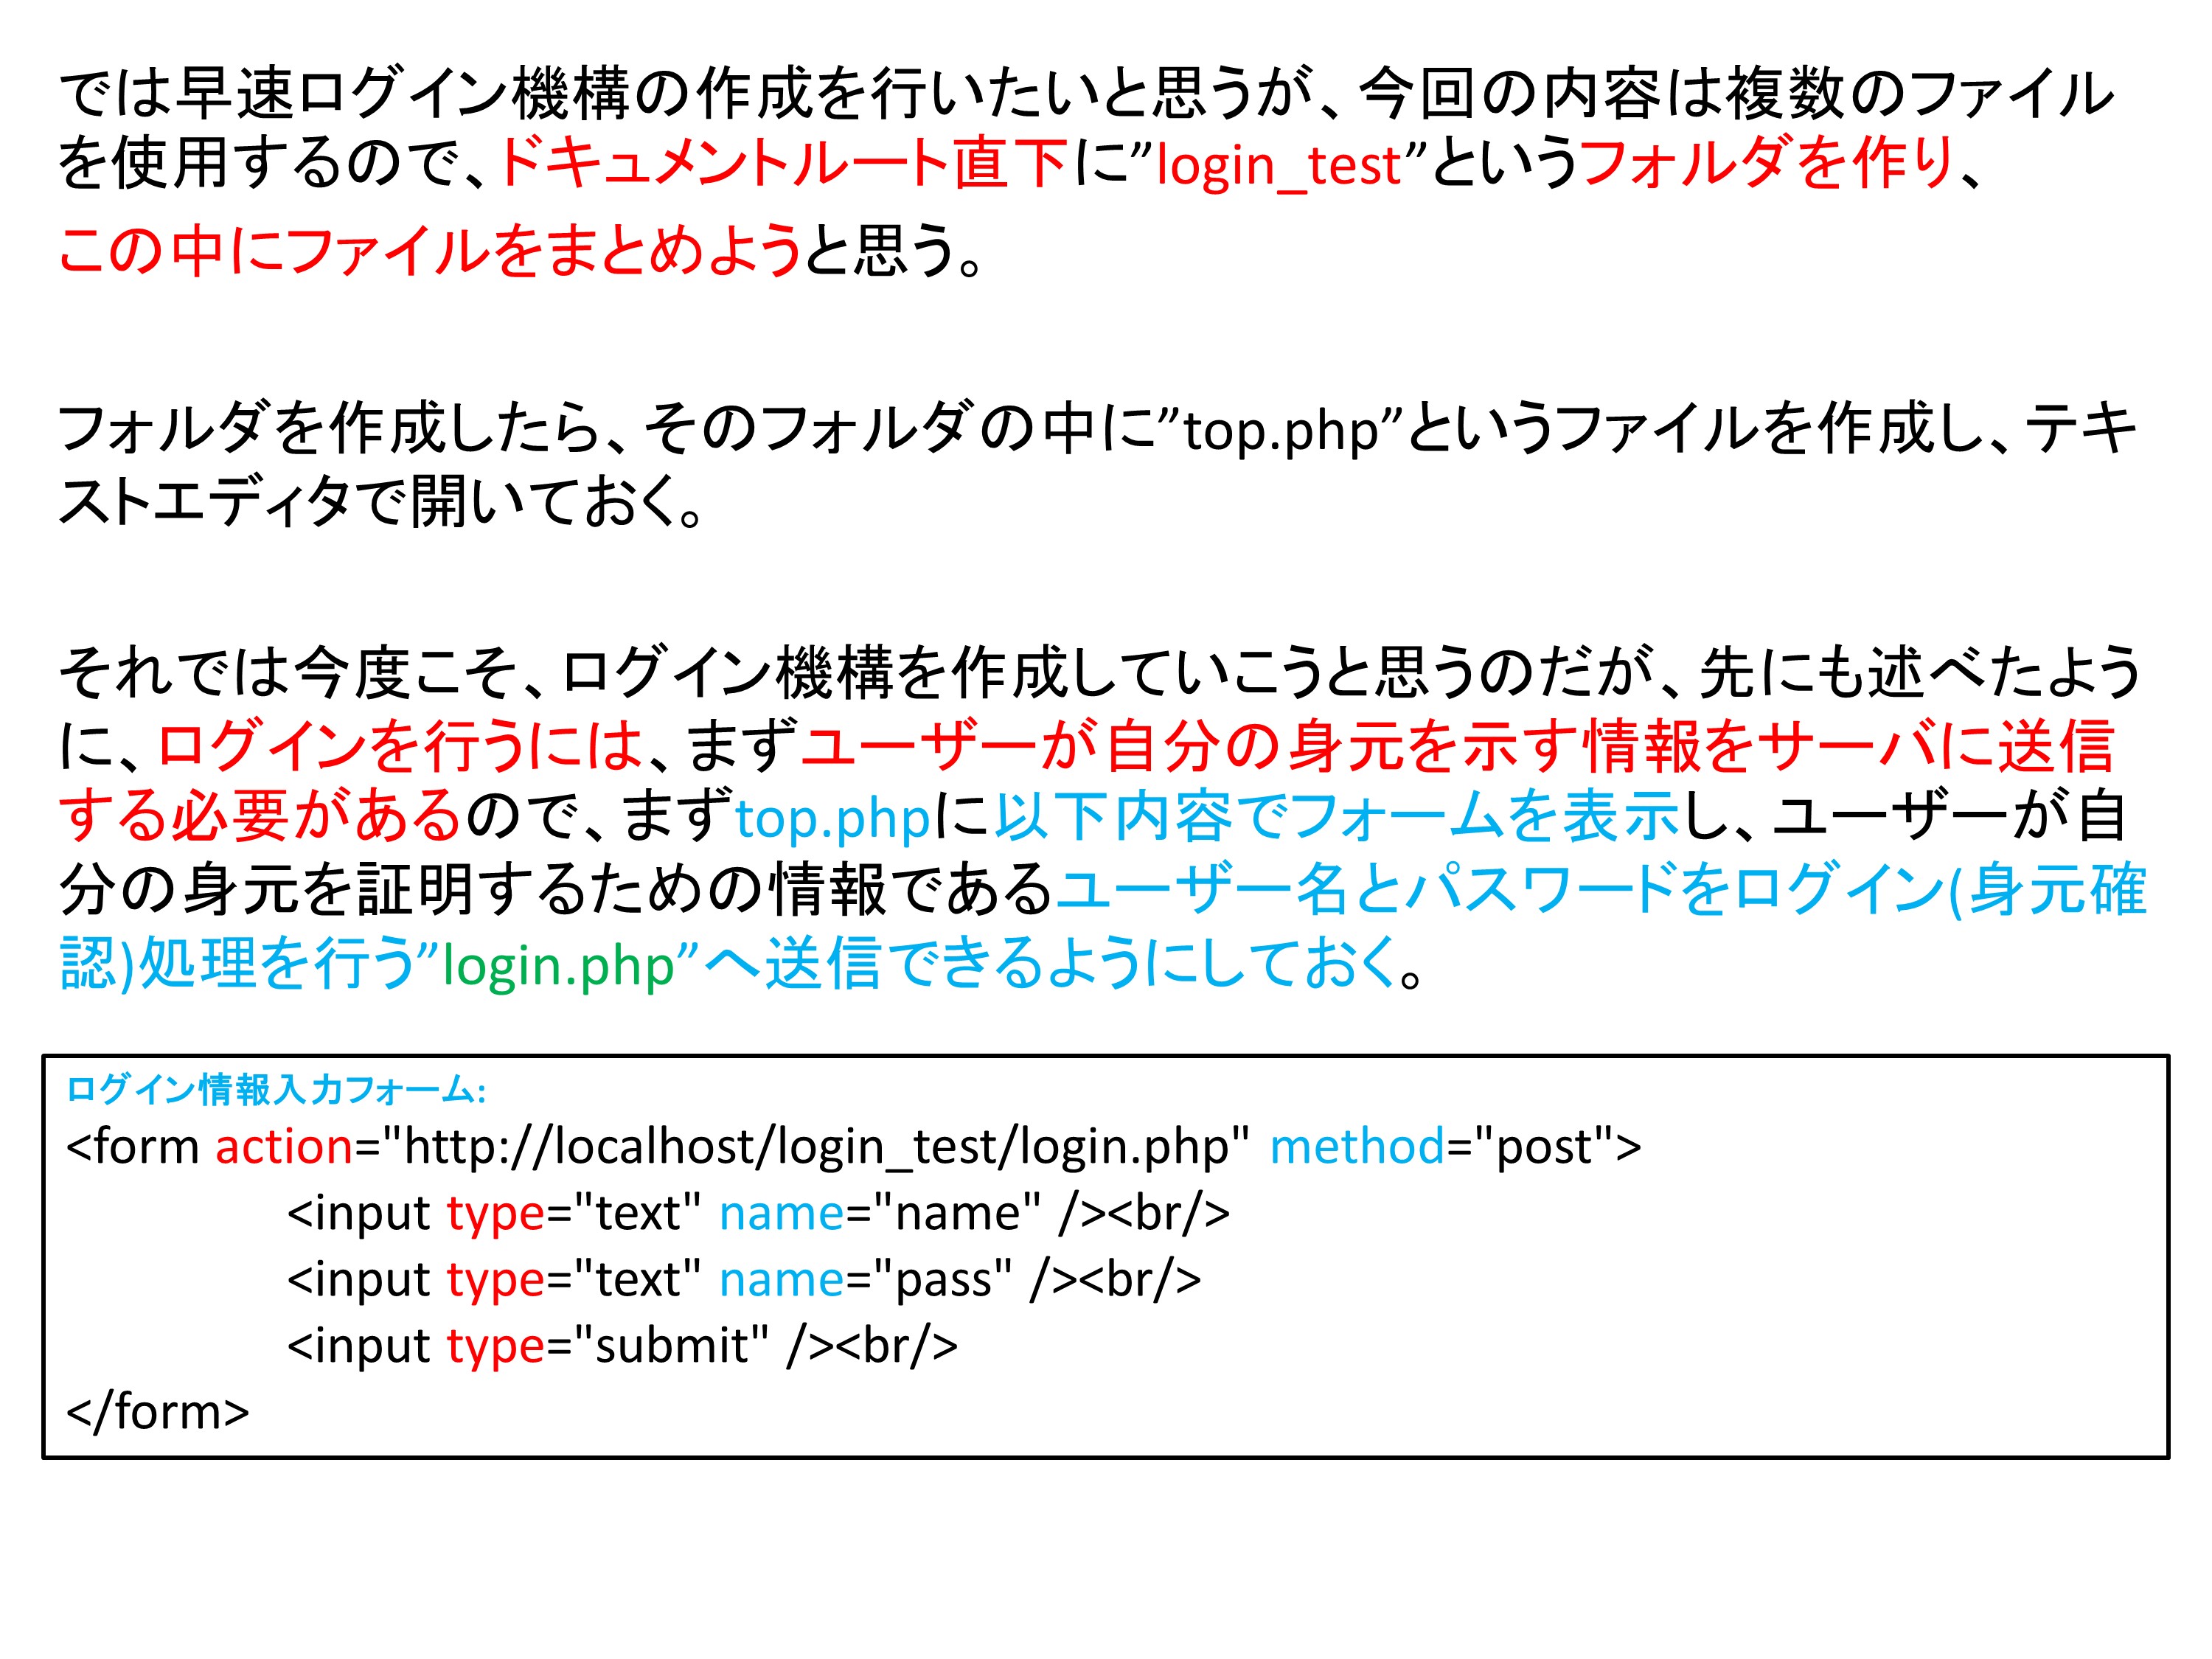 では早速ログイン機構の作成を行いたいと思うが、今回の内容は複数のファイル
を使用するので、ドキュメントルート直下に”login_test”というフォルダを作り、
この中にファイルをまとめようと思う。
フォルダを作成したら、そのフォルダの中に”top.php”というファイルを作成し、テキ
ストエディタで開いておく。
それでは今度こそ、ログイン機構を作成していこうと思うのだが、先にも述べたよう
に、ログインを行うには、まずユーザーが自分の身元を示す情報をサーバに送信
する必要があるので、まずtop.phpに以下内容でフォームを表示し、ユーザーが自
分の身元を証明するための情報であるユーザー名とパスワードをログイン(身元確
認)処理を行う”login.php”へ送信できるようにしておく。
ログイン情報入力フォーム:
<form action="http://localhost/login_test/login.php" method="post">
<input type="text" name="name" /><br/>
<input type="text" name="pass" /><br/>
<input type="submit" /><br/>
</form>